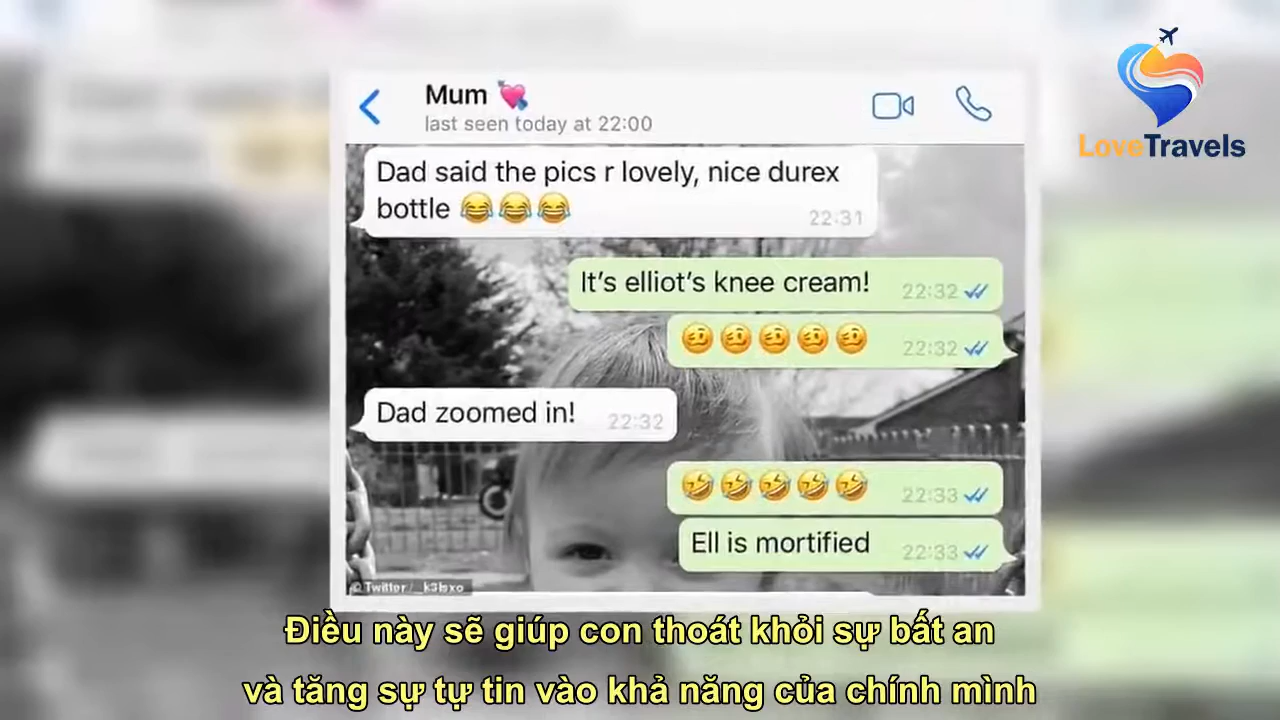 LoveTravels
Mum 💘
last seen today at 22:00
Dad said the pics r lovely, nice durex
bottle 😂😂😂
22:31
It's elliot's knee cream!
22:32
🥴🥴🥴🥴🥴
22:32
Dad zoomed in!
22:32
🤣🤣🤣🤣🤣
22:33
Ell is mortified
22:33
Điều này sẽ giúp con thoát khỏi sự bất an
và tăng sự tự tin vào khả năng của chính mình